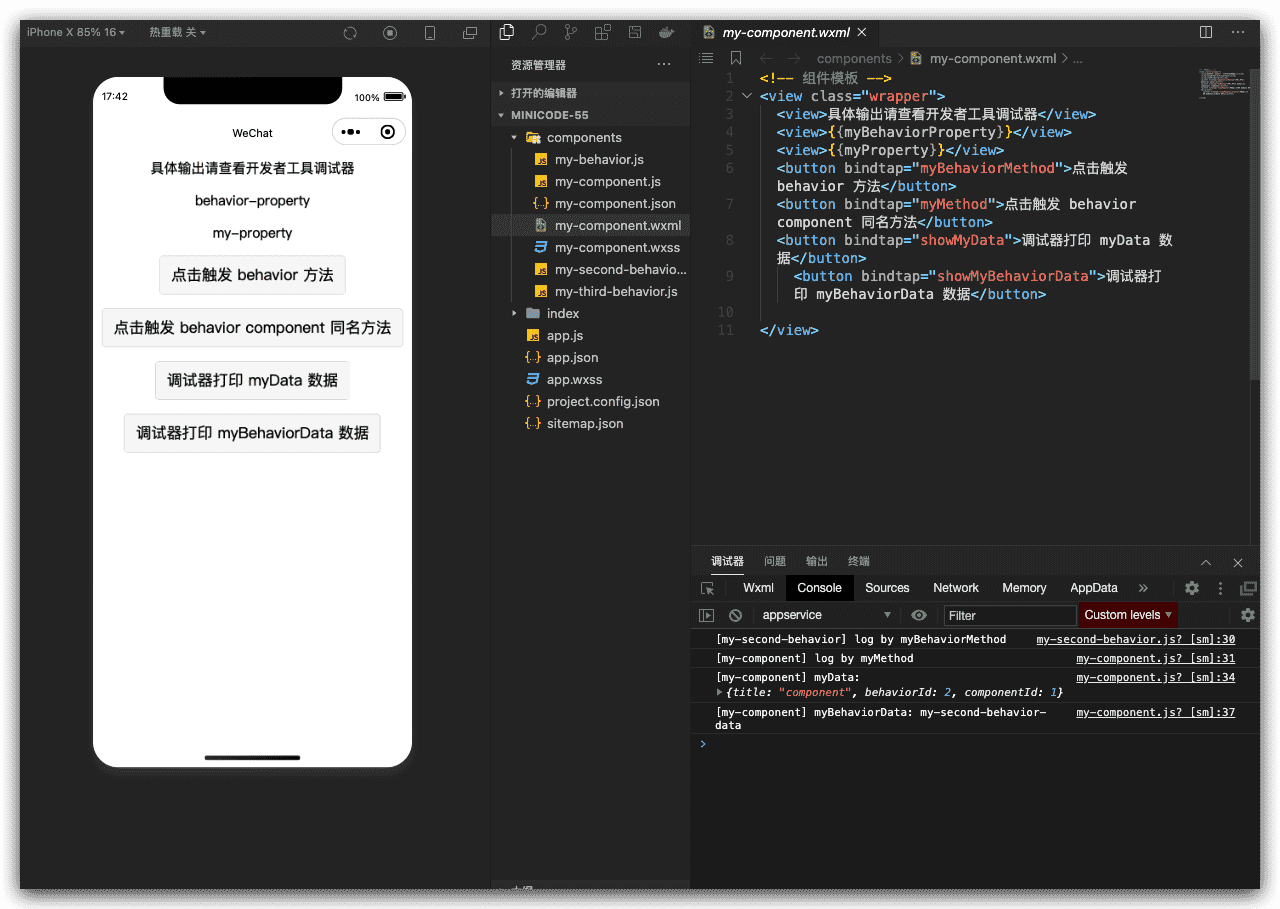 iPhone X 85% 16
热重载 关
17:42
100%
WeChat
具体输出请查看开发者工具调试器
behavior-property
my-property
点击触发 behavior 方法
点击触发 behavior component 同名方法
调试器打印 myData 数据
调试器打印 myBehaviorData 数据
资源管理器
打开的编辑器
MINICODE-55
components
my-behavior.js
my-component.js
my-component.json
my-component.wxml
my-component.wxss
my-second-behavio...
my-third-behavior.js
index
app.js
app.json
app.wxss
project.config.json
sitemap.json
my-component.wxml
components > my-component.wxml > ...
1 <!-- 组件模板 -->
2 <view class="wrapper">
3 <view>具体输出请查看开发者工具调试器</view>
4 <view>{{myBehaviorProperty}}</view>
5 <view>{{myProperty}}</view>
6 <button bindtap="myBehaviorMethod">点击触发
behavior 方法</button>
7 <button bindtap="myMethod">点击触发 behavior
component 同名方法</button>
8 <button bindtap="showMyData">调试器打印 myData 数
据</button>
9 <button bindtap="showMyBehaviorData">调试器打
印 myBehaviorData 数据</button>
10
11 </view>
调试器 问题 输出 终端
Wxml Console Sources Network Memory AppData »
appservice Filter Custom levels
[my-second-behavior] log by myBehaviorMethod my-second-behavior.js? [sm]:30
[my-component] log by myMethod my-component.js? [sm]:31
[my-component] myData: my-component.js? [sm]:34
{title: "component", behaviorId: 2, componentId: 1}
[my-component] myBehaviorData: my-second-behavior- my-component.js? [sm]:37
data
>